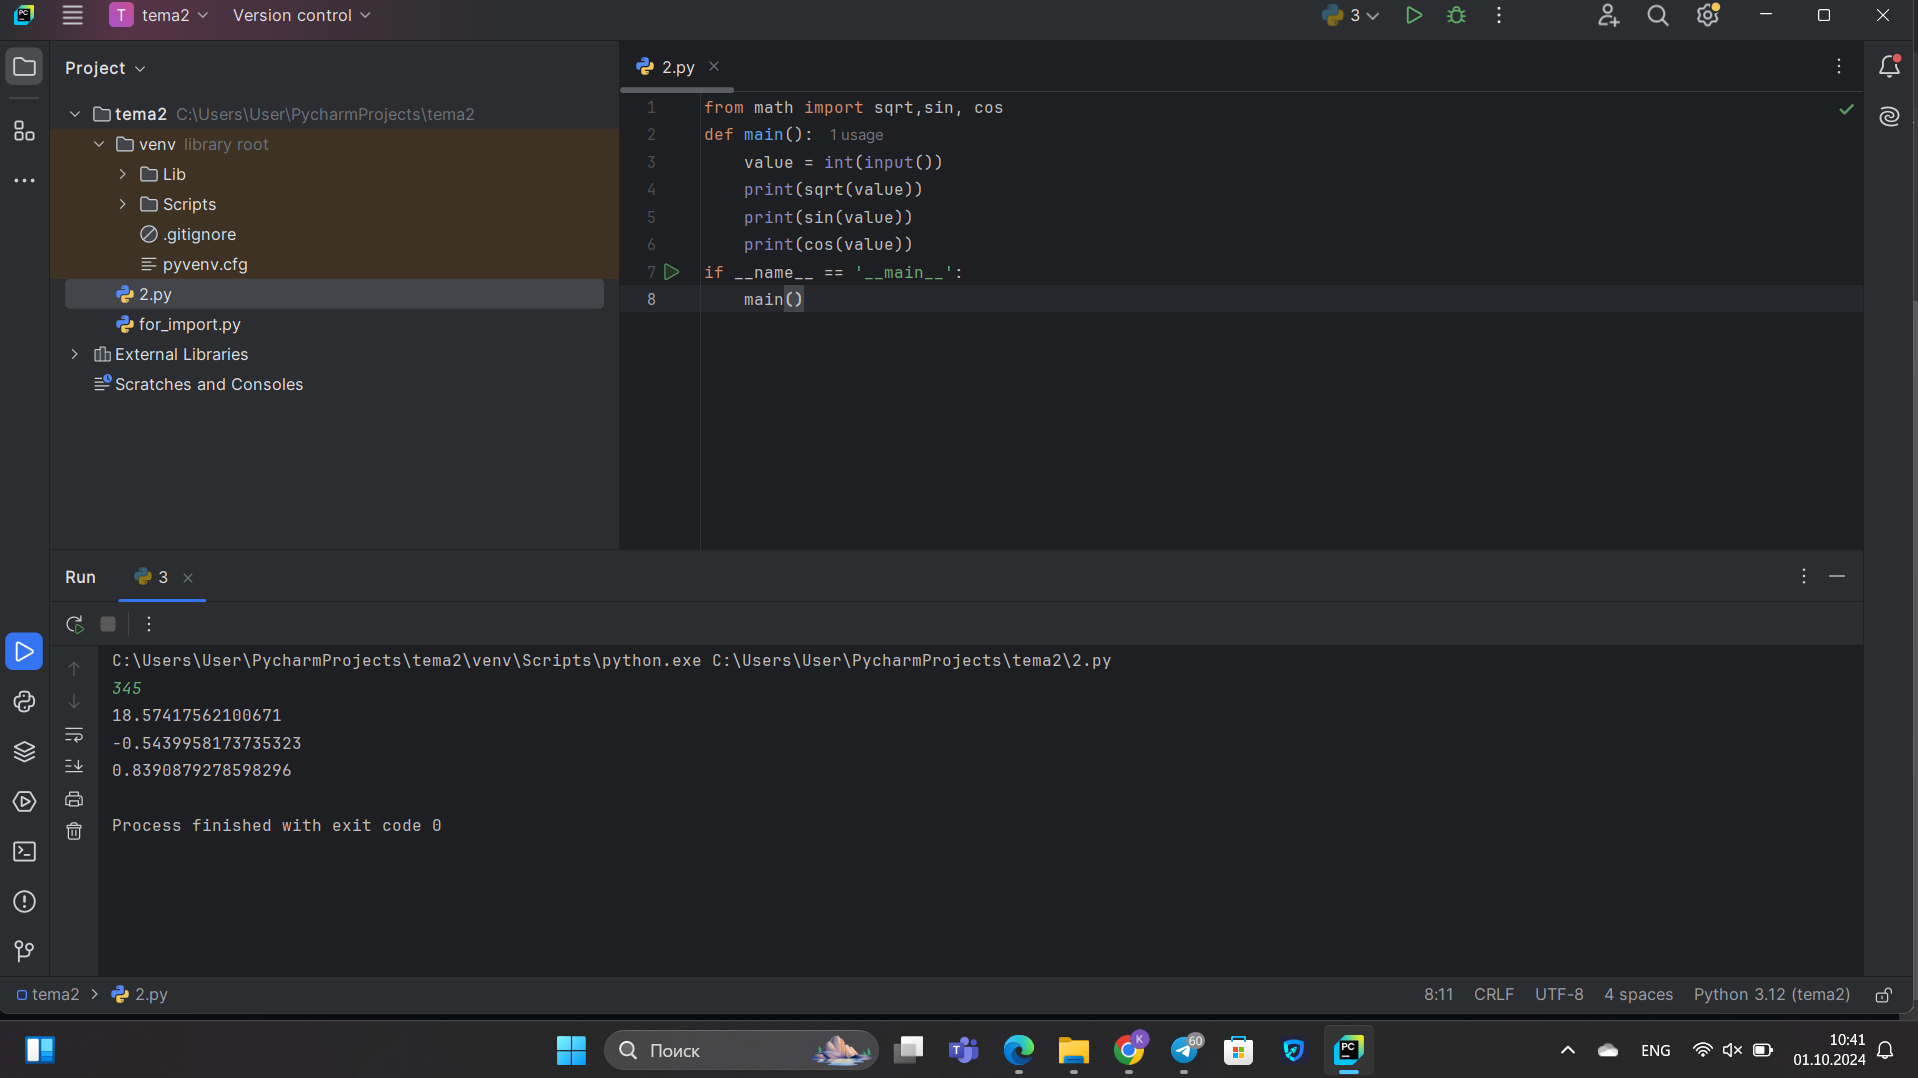 PC
T tema2 Version control
3
Project
tema2 C:\Users\User\PycharmProjects\tema2
venv library root
Lib
Scripts
.gitignore
pyvenv.cfg
2.py
for_import.py
External Libraries
Scratches and Consoles
2.py
1 from math import sqrt,sin, cos
2 def main(): 1 usage
3     value = int(input())
4     print(sqrt(value))
5     print(sin(value))
6     print(cos(value))
7 if __name__ == '__main__':
8     main()
Run 3
C:\Users\User\PycharmProjects\tema2\venv\Scripts\python.exe C:\Users\User\PycharmProjects\tema2\2.py
345
18.57417562100671
-0.5439958173735323
0.8390879278598296
Process finished with exit code 0
tema2 > 2.py
8:11 CRLF UTF-8 4 spaces Python 3.12 (tema2)
Поиск
T
K
60
PC
ENG
10:41
01.10.2024